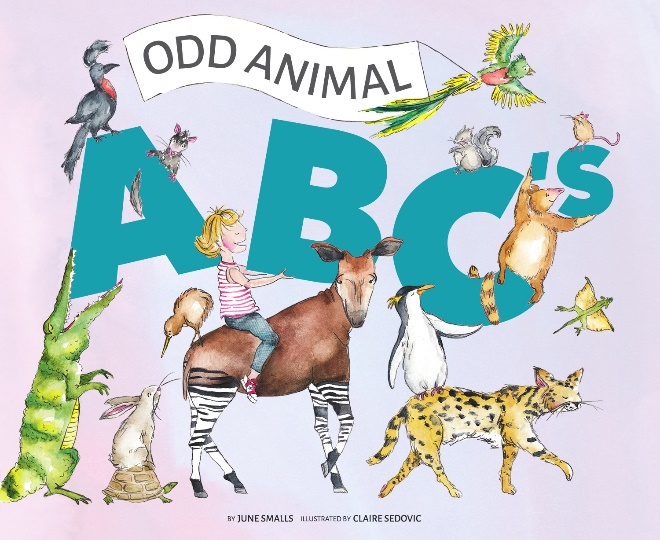 ODD ANIMAL
ABC's
BY JUNE SMALLS ILLUSTRATED BY CLAIRE SEDOVIC